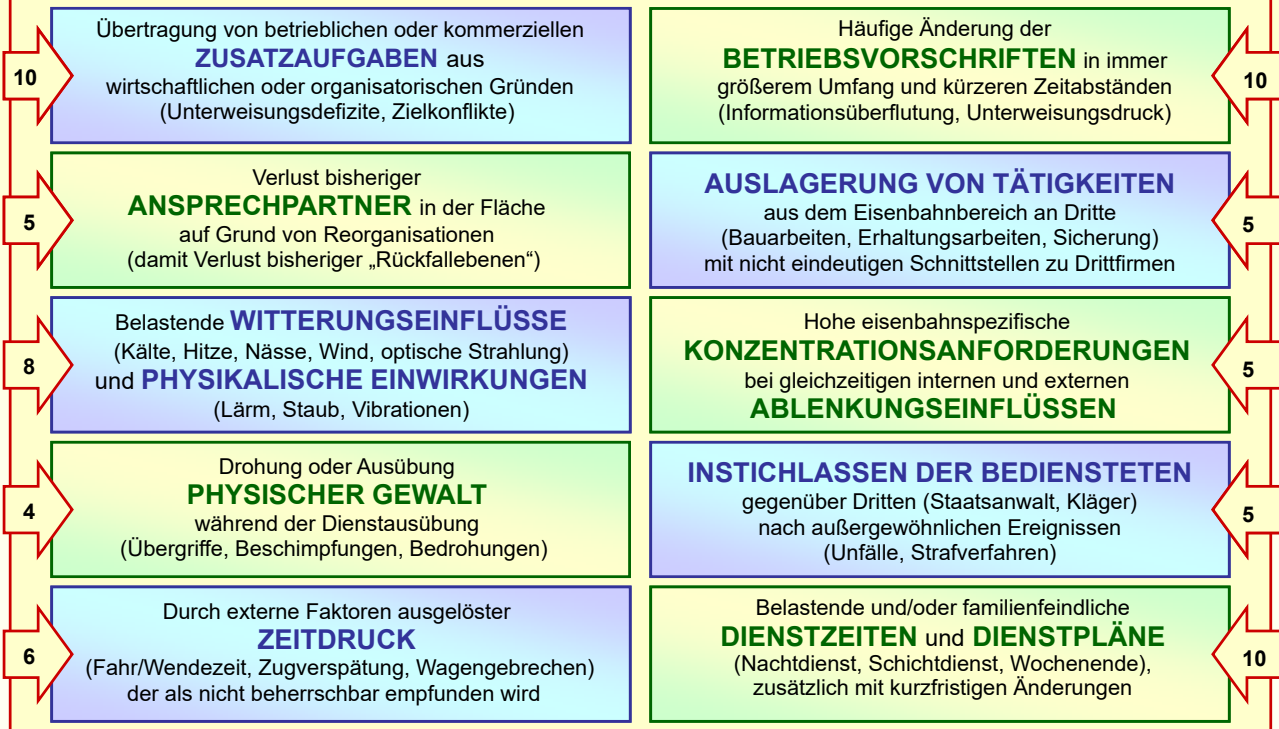 10
Übertragung von betrieblichen oder kommerziellen
ZUSATZAUFGABEN aus
wirtschaftlichen oder organisatorischen Gründen
(Unterweisungsdefizite, Zielkonflikte)
Häufige Änderung der
BETRIEBSVORSCHRIFTEN in immer
größerem Umfang und kürzeren Zeitabständen
(Informationsüberflutung, Unterweisungsdruck)
10
5
Verlust bisheriger
ANSPRECHPARTNER in der Fläche
auf Grund von Reorganisationen
(damit Verlust bisheriger „Rückfallebenen“)
AUSLAGERUNG VON TÄTIGKEITEN
aus dem Eisenbahnbereich an Dritte
(Bauarbeiten, Erhaltungsarbeiten, Sicherung)
mit nicht eindeutigen Schnittstellen zu Drittfirmen
5
8
Belastende WITTERUNGSEINFLÜSSE
(Kälte, Hitze, Nässe, Wind, optische Strahlung)
und PHYSIKALISCHE EINWIRKUNGEN
(Lärm, Staub, Vibrationen)
Hohe eisenbahnspezifische
KONZENTRATIONSANFORDERUNGEN
bei gleichzeitigen internen und externen
ABLENKUNGSEINFLÜSSEN
5
4
Drohung oder Ausübung
PHYSISCHER GEWALT
während der Dienstausübung
(Übergriffe, Beschimpfungen, Bedrohungen)
INSTICHLASSEN DER BEDIENSTETEN
gegenüber Dritten (Staatsanwalt, Kläger)
nach außergewöhnlichen Ereignissen
(Unfälle, Strafverfahren)
5
6
Durch externe Faktoren ausgelöster
ZEITDRUCK
(Fahr/Wendezeit, Zugverspätung, Wagengebrechen)
der als nicht beherrschbar empfunden wird
Belastende und/oder familienfeindliche
DIENSTZEITEN und DIENSTPLÄNE
(Nachtdienst, Schichtdienst, Wochenende),
zusätzlich mit kurzfristigen Änderungen
10